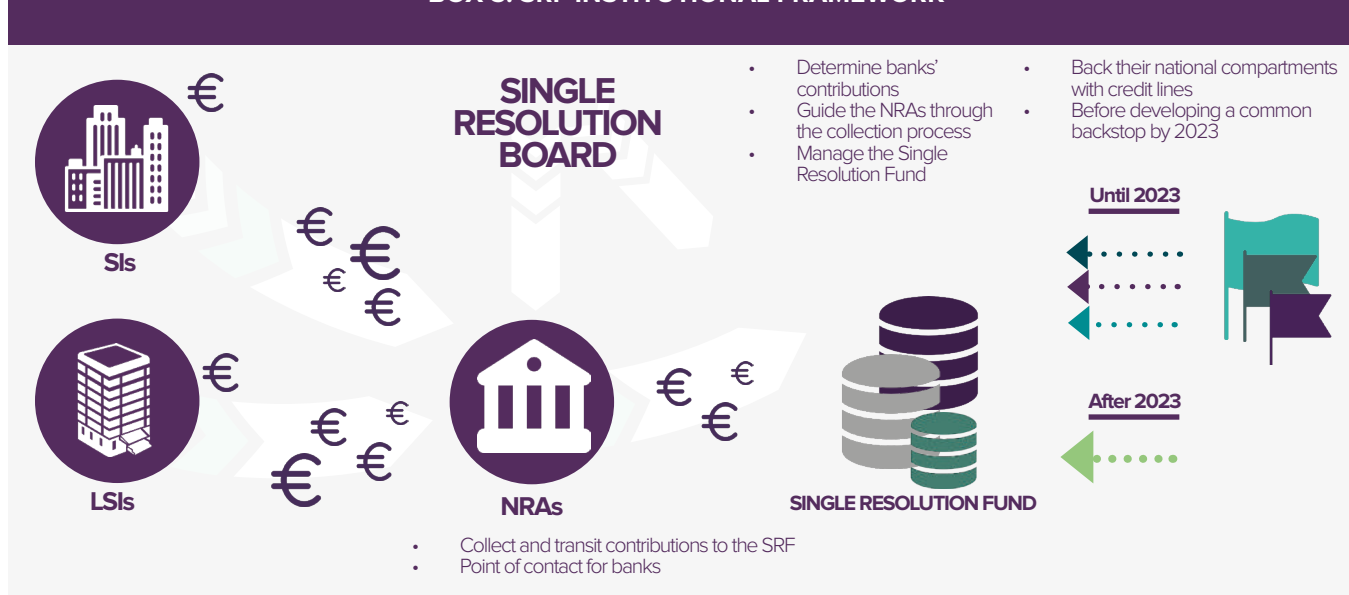 SINGLE
RESOLUTION
BOARD
• Determine banks'
contributions
• Guide the NRAs through
the collection process
• Manage the Single
Resolution Fund
• Back their national compartments
with credit lines
• Before developing a common
backstop by 2023
Until 2023
€
SIs
€
€
€
€
€
LSIs
€
€
€
€
NRAs
€
€
€
After 2023
SINGLE RESOLUTION FUND
• Collect and transit contributions to the SRF
• Point of contact for banks